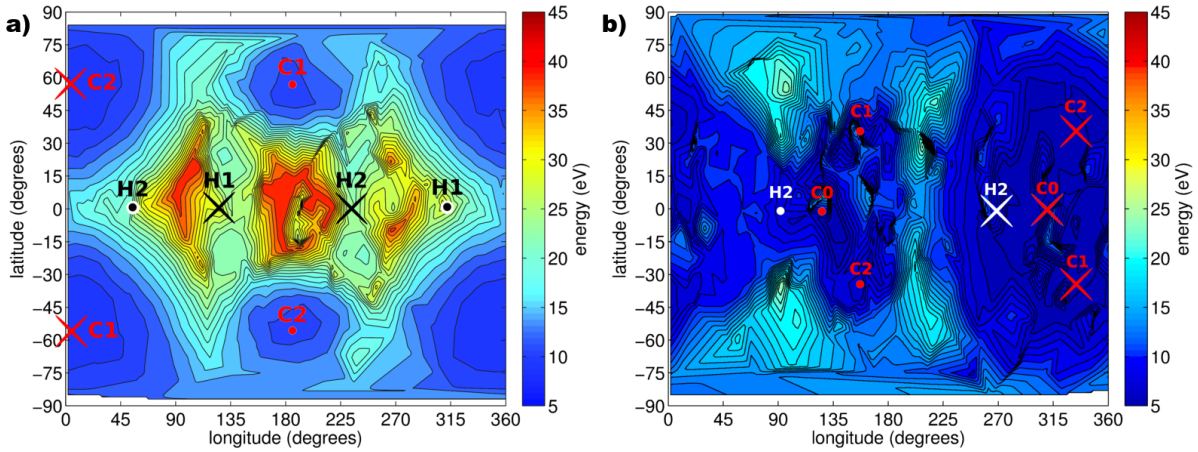 a)
90
75
60
45
30
15
0
−15
−30
−45
−60
−75
−90
latitude (degrees)
0 45 90 135 180 225 270 315 360
longitude (degrees)
C2
C1
H2
H1
H2
H1
C1
C2
45
40
35
30
25
20
15
10
5
energy (eV)
b)
90
75
60
45
30
15
0
−15
−30
−45
−60
−75
−90
latitude (degrees)
0 45 90 135 180 225 270 315 360
longitude (degrees)
C1
C2
H2
C0
H2
C0
C2
C1
45
40
35
30
25
20
15
10
5
energy (eV)